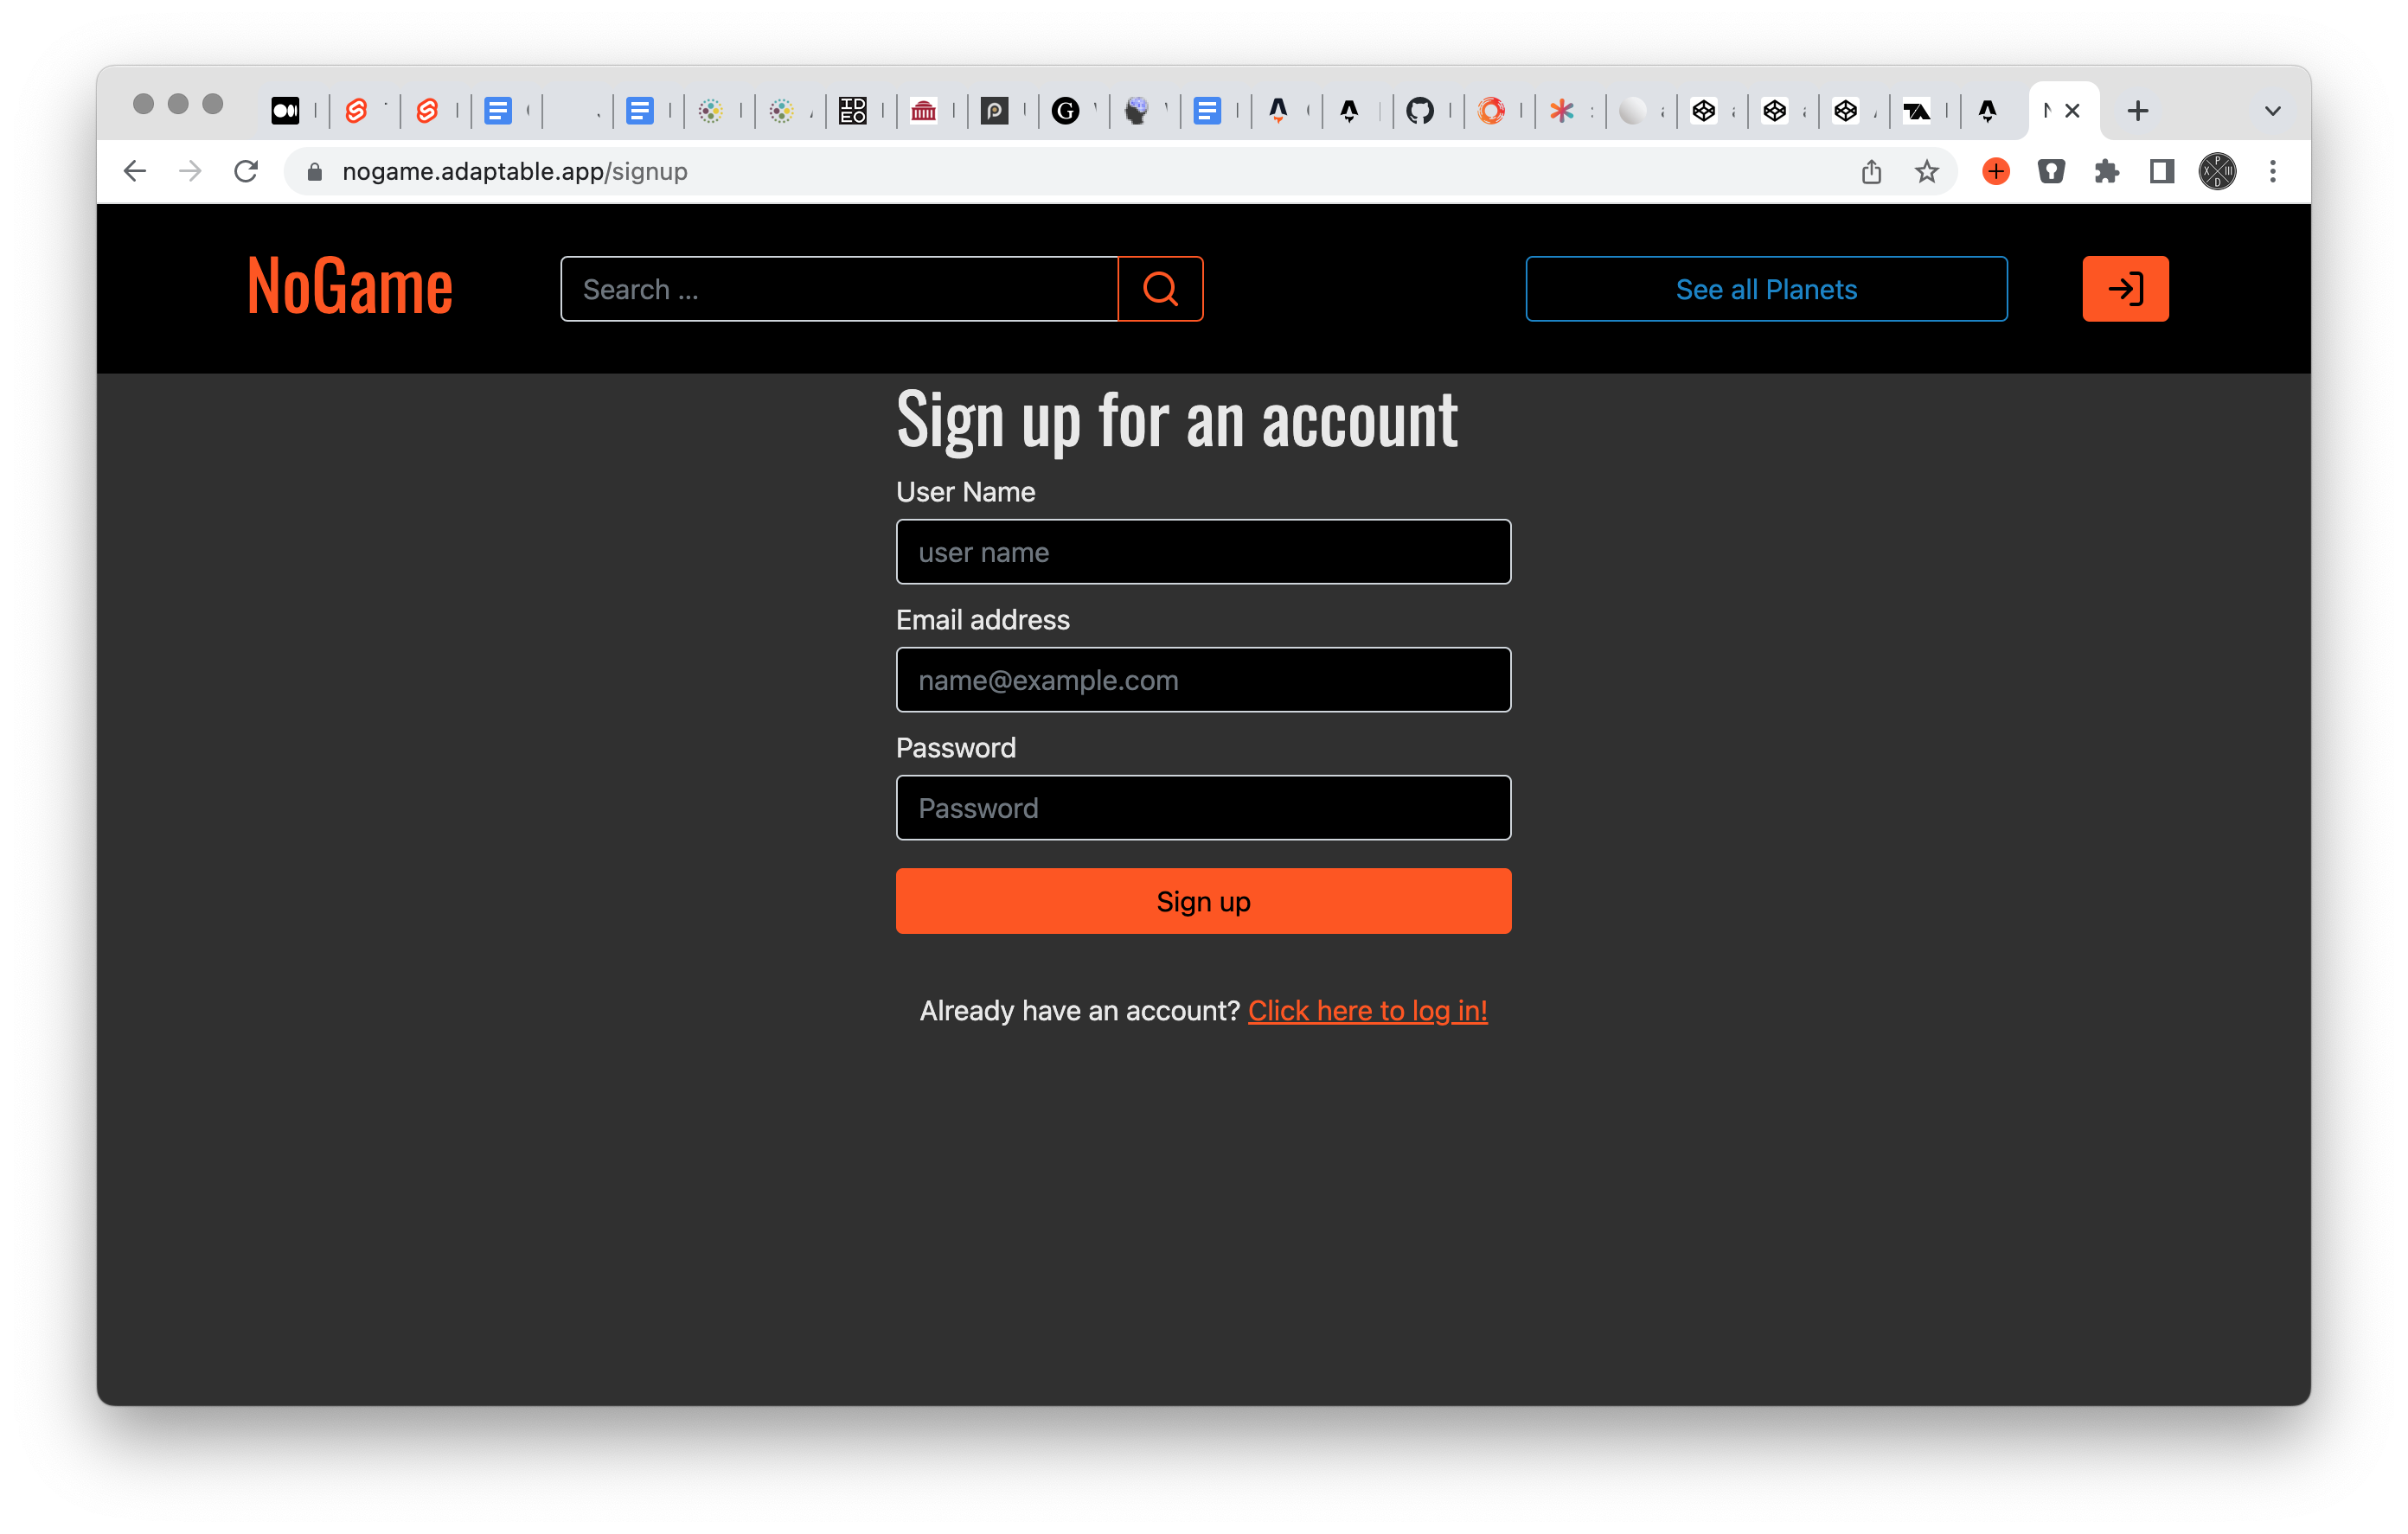 IDEO
nogame.adaptable.app/signup
NoGame
Search ...
See all Planets
Sign up for an account
User Name
user name
Email address
name@example.com
Password
Password
Sign up
Already have an account? Click here to log in!